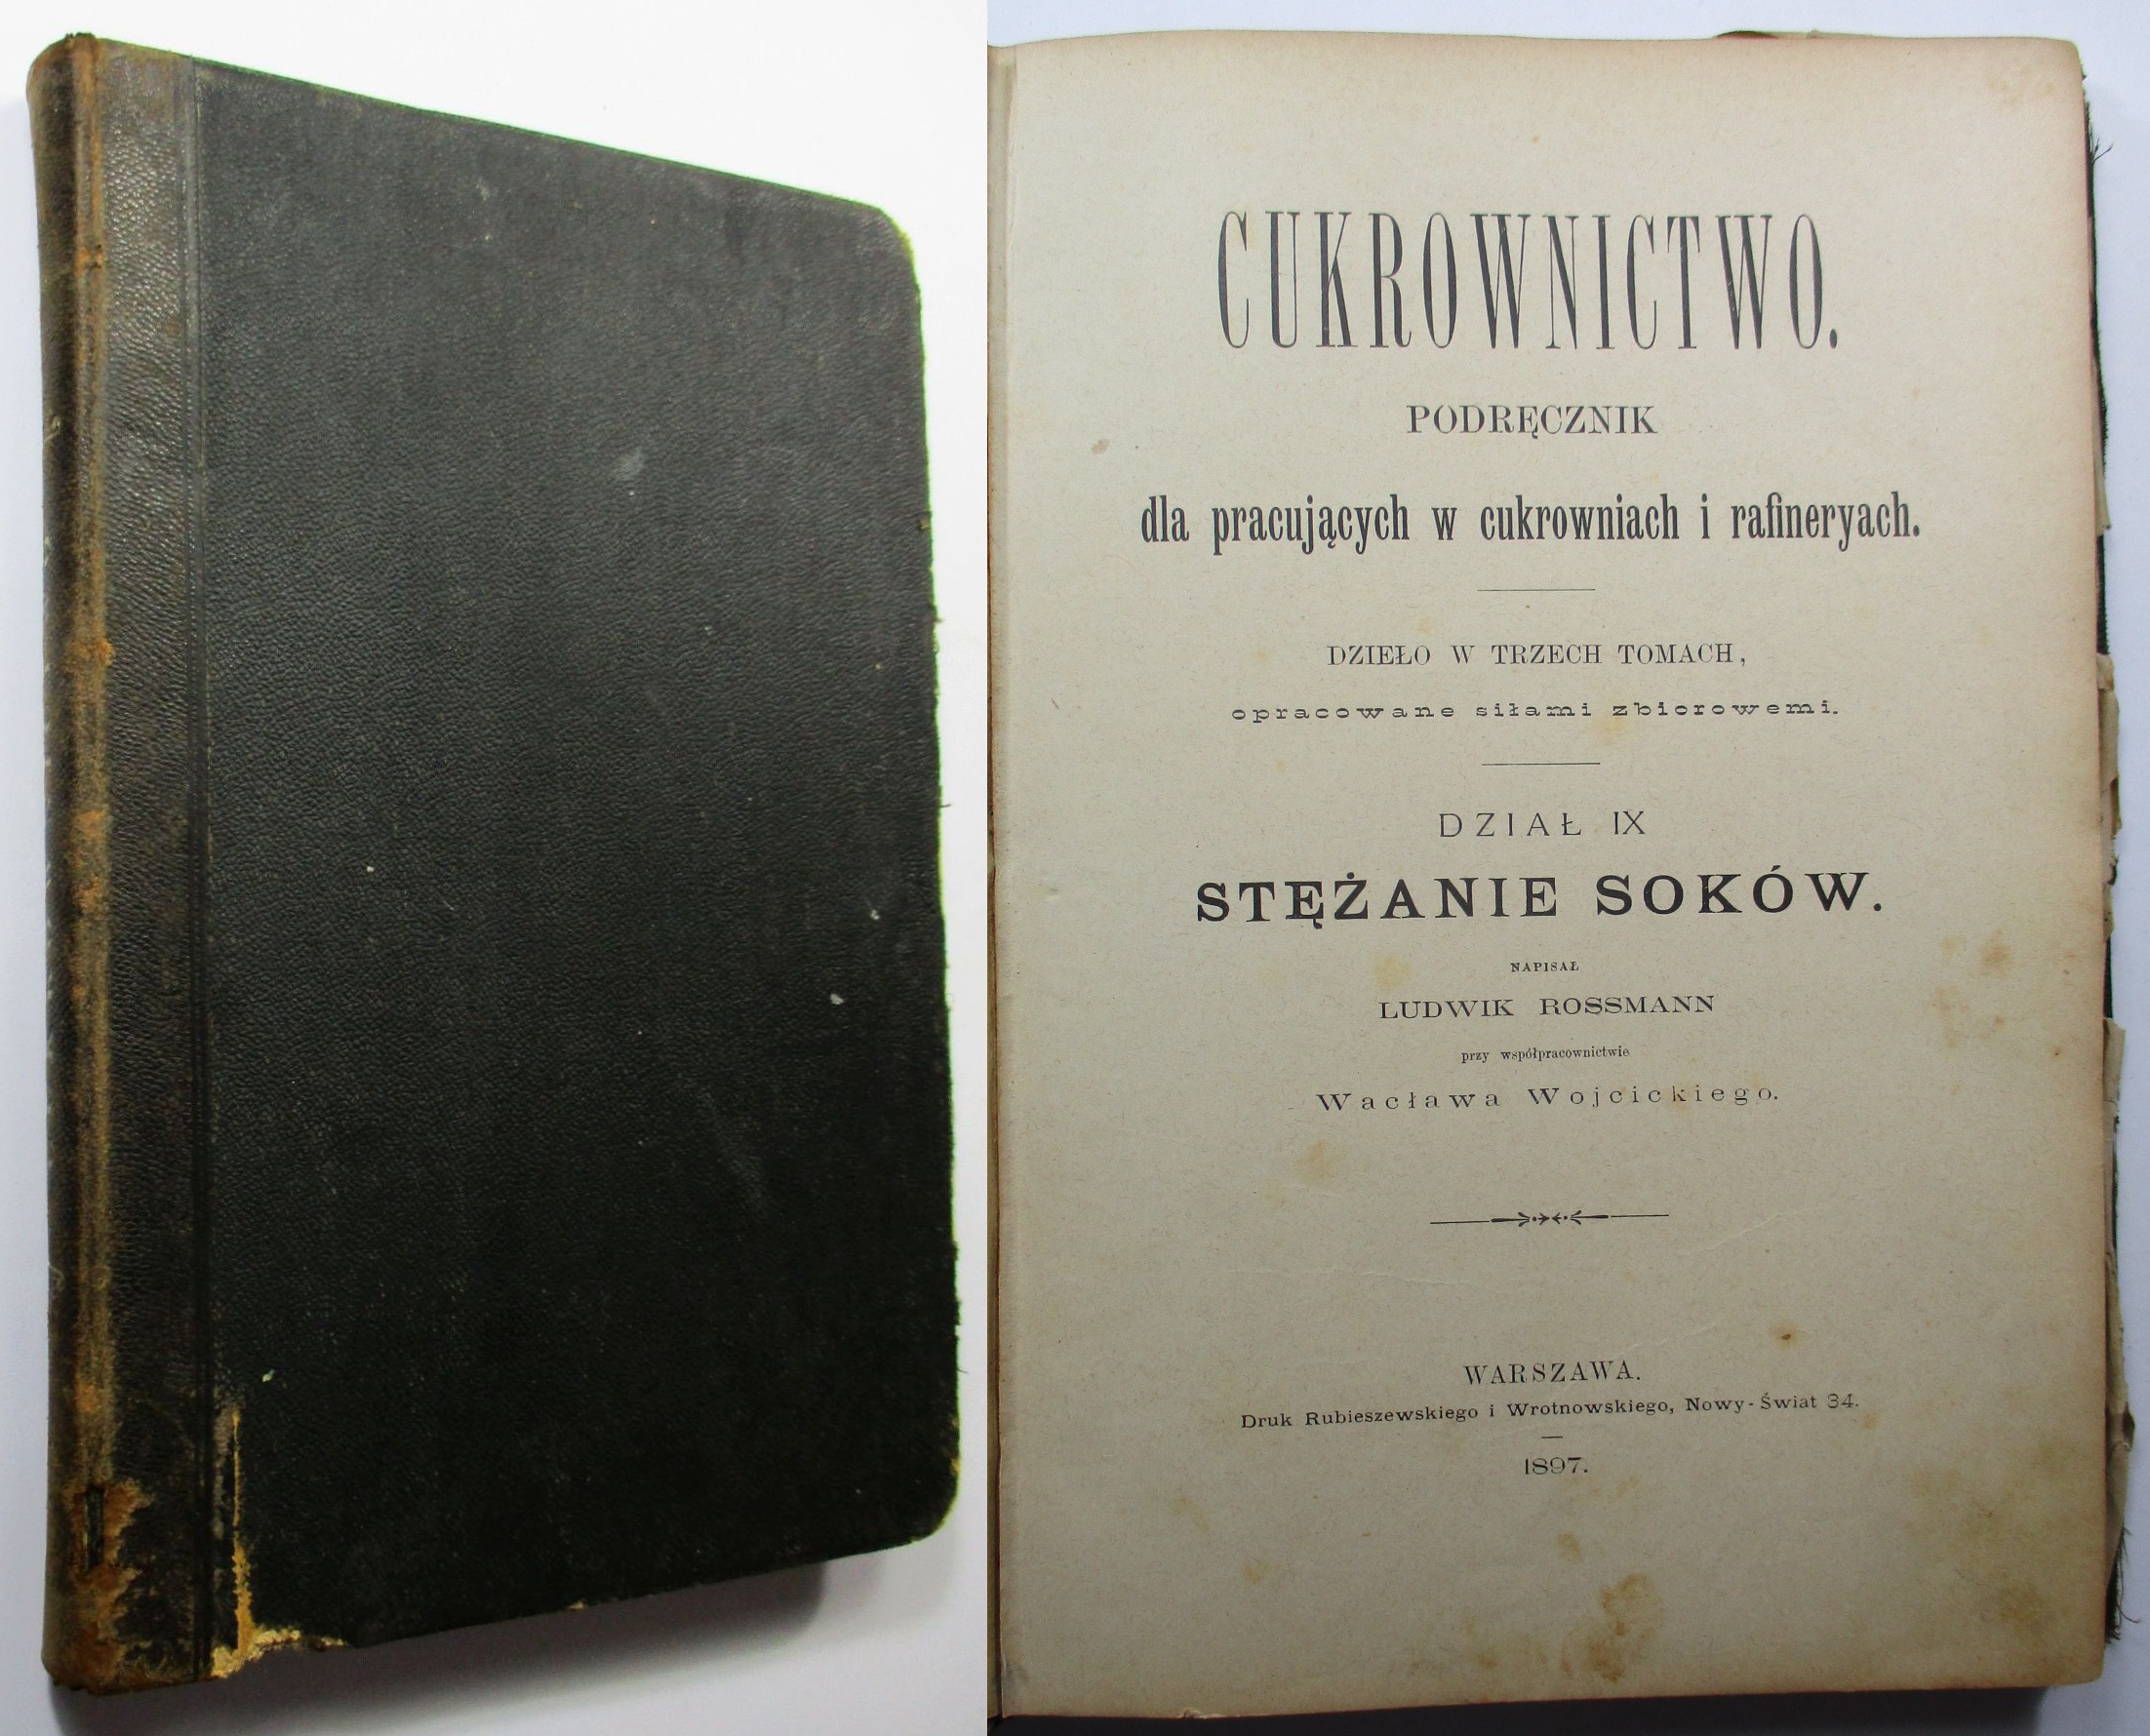 CUKROWNICTWO.
PODRĘCZNIK
dla pracujących w cukrowniach i rafineryach.
DZIEŁO W TRZECH TOMACH,
opracowane siłami zbiorowemi.
DZIAŁ IX
STĘŻANIE SOKÓW.
NAPISAŁ
LUDWIK ROSSMANN
przy współpracownictwie
Wacława Wojcickiego.
WARSZAWA.
Druk Rubieszewskiego i Wrotnowskiego, Nowy-Świat 34.
1897.